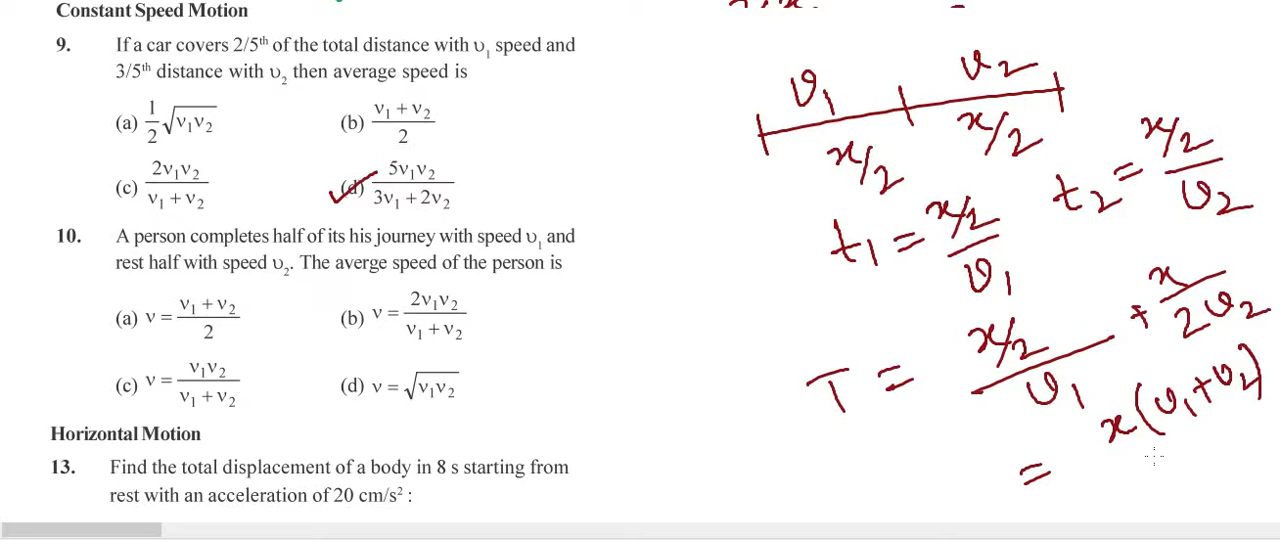 Constant Speed Motion
9. If a car covers 2/5th of the total distance with υ₁ speed and
3/5th distance with υ₂ then average speed is
(a) 1/2 √v₁v₂ (b) v₁ + v₂ / 2
(c) 2v₁v₂ / v₁ + v₂ (d) 5v₁v₂ / 3v₁ + 2v₂
10. A person completes half of its his journey with speed υ₁ and
rest half with speed υ₂. The averge speed of the person is
(a) v = v₁ + v₂ / 2 (b) v = 2v₁v₂ / v₁ + v₂
(c) v = v₁v₂ / v₁ + v₂ (d) v = √v₁v₂
Horizontal Motion
13. Find the total displacement of a body in 8 s starting from
rest with an acceleration of 20 cm/s² :
υ₁ υ₂
x/2 x/2
t₁ = x/2 / υ₁ t₂ = x/2 / υ₂
T = x/2 / υ₁ + x / 2υ₂
= x(υ₁+υ₂)